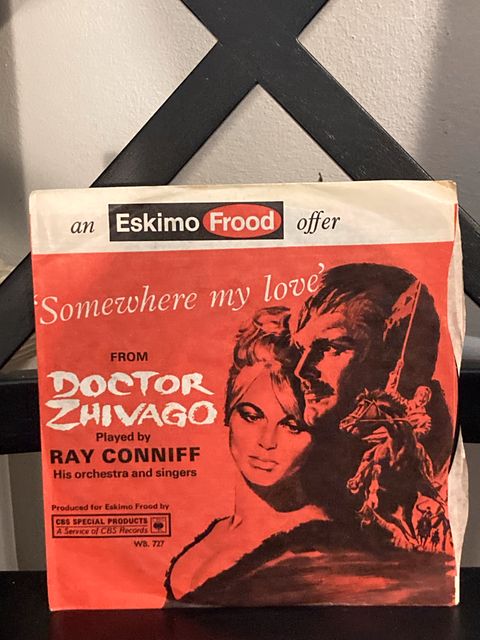 an Eskimo Frood offer
'Somewhere my love'
FROM
DOCTOR
ZHIVAGO
Played by
RAY CONNIFF
His orchestra and singers
Produced for Eskimo Frood by
CBS SPECIAL PRODUCTS
A Service of CBS Records
WB. 727